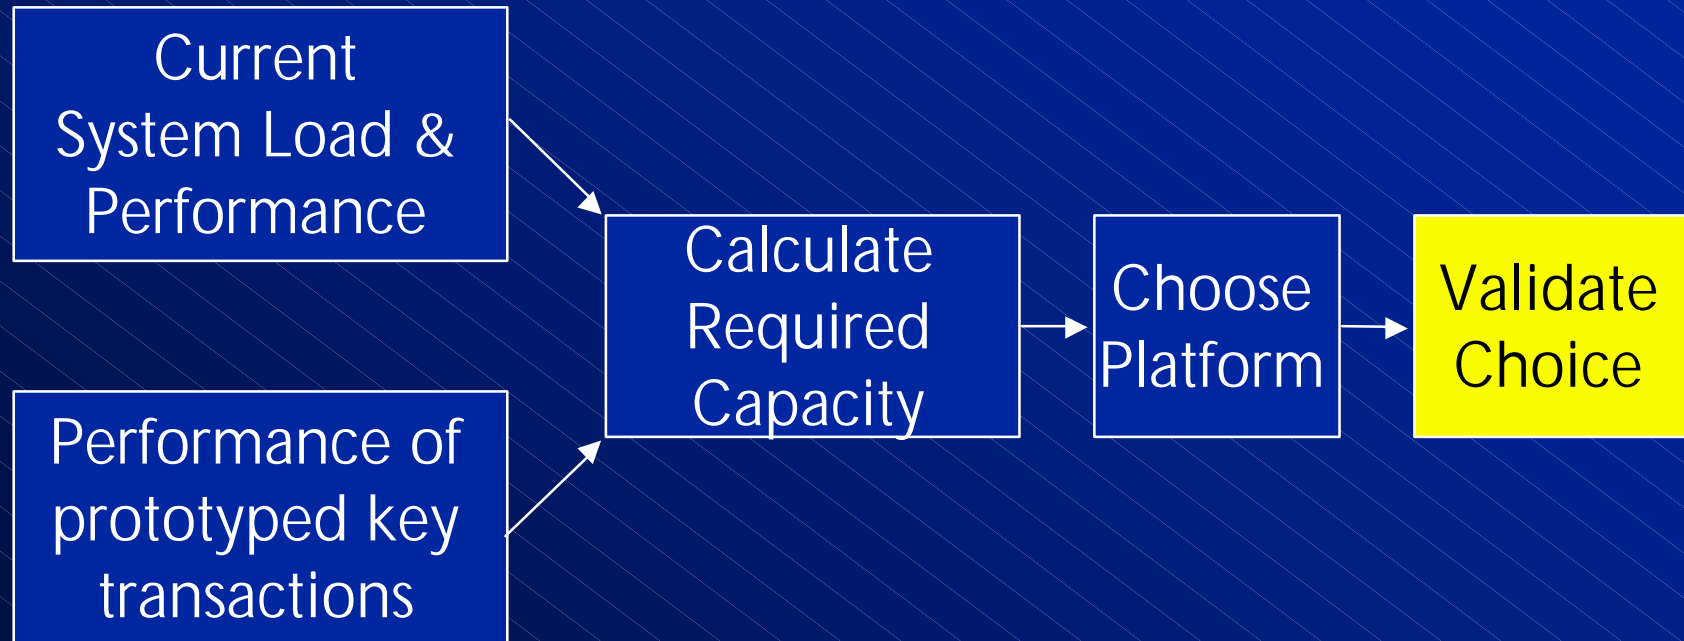 Current
System Load &
Performance
Performance of
prototyped key
transactions
Calculate
Required
Capacity
Choose
Platform
Validate
Choice